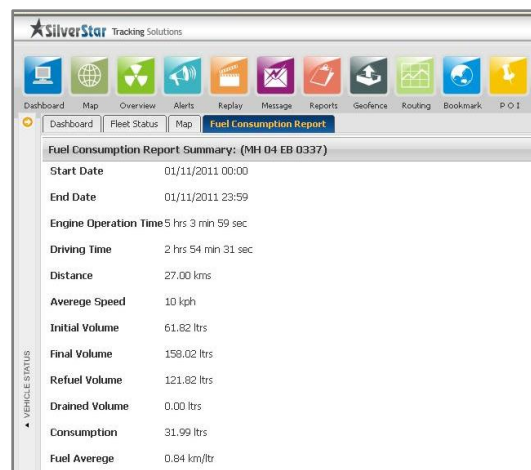 SilverStar Tracking Solutions
Dashboard Map Overview Alerts Replay Message Reports Geofence Routing Bookmark P O I
Dashboard Fleet Status Map Fuel Consumption Report
Fuel Consumption Report Summary: (MH 04 EB 0337)
Start Date 01/11/2011 00:00
End Date 01/11/2011 23:59
Engine Operation Time 5 hrs 3 min 59 sec
Driving Time 2 hrs 54 min 31 sec
Distance 27.00 kms
Averege Speed 10 kph
Initial Volume 61.82 ltrs
Final Volume 158.02 ltrs
Refuel Volume 121.82 ltrs
Drained Volume 0.00 ltrs
Consumption 31.99 ltrs
Fuel Averege 0.84 km/ltr
VEHICLE STATUS